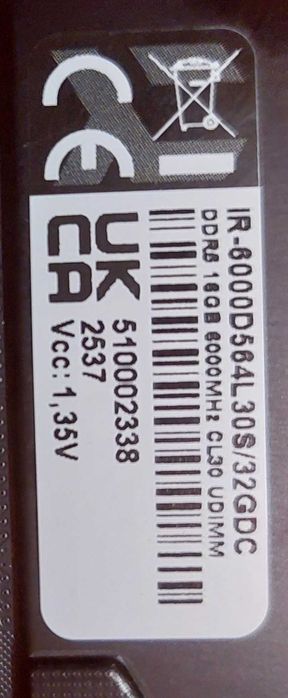 IR-6000D564L30S/32GDC
DDR5 16GB 6000MHz CL30 UDIMM
510002338
2537
Vcc: 1,35V
UK
CA
CE